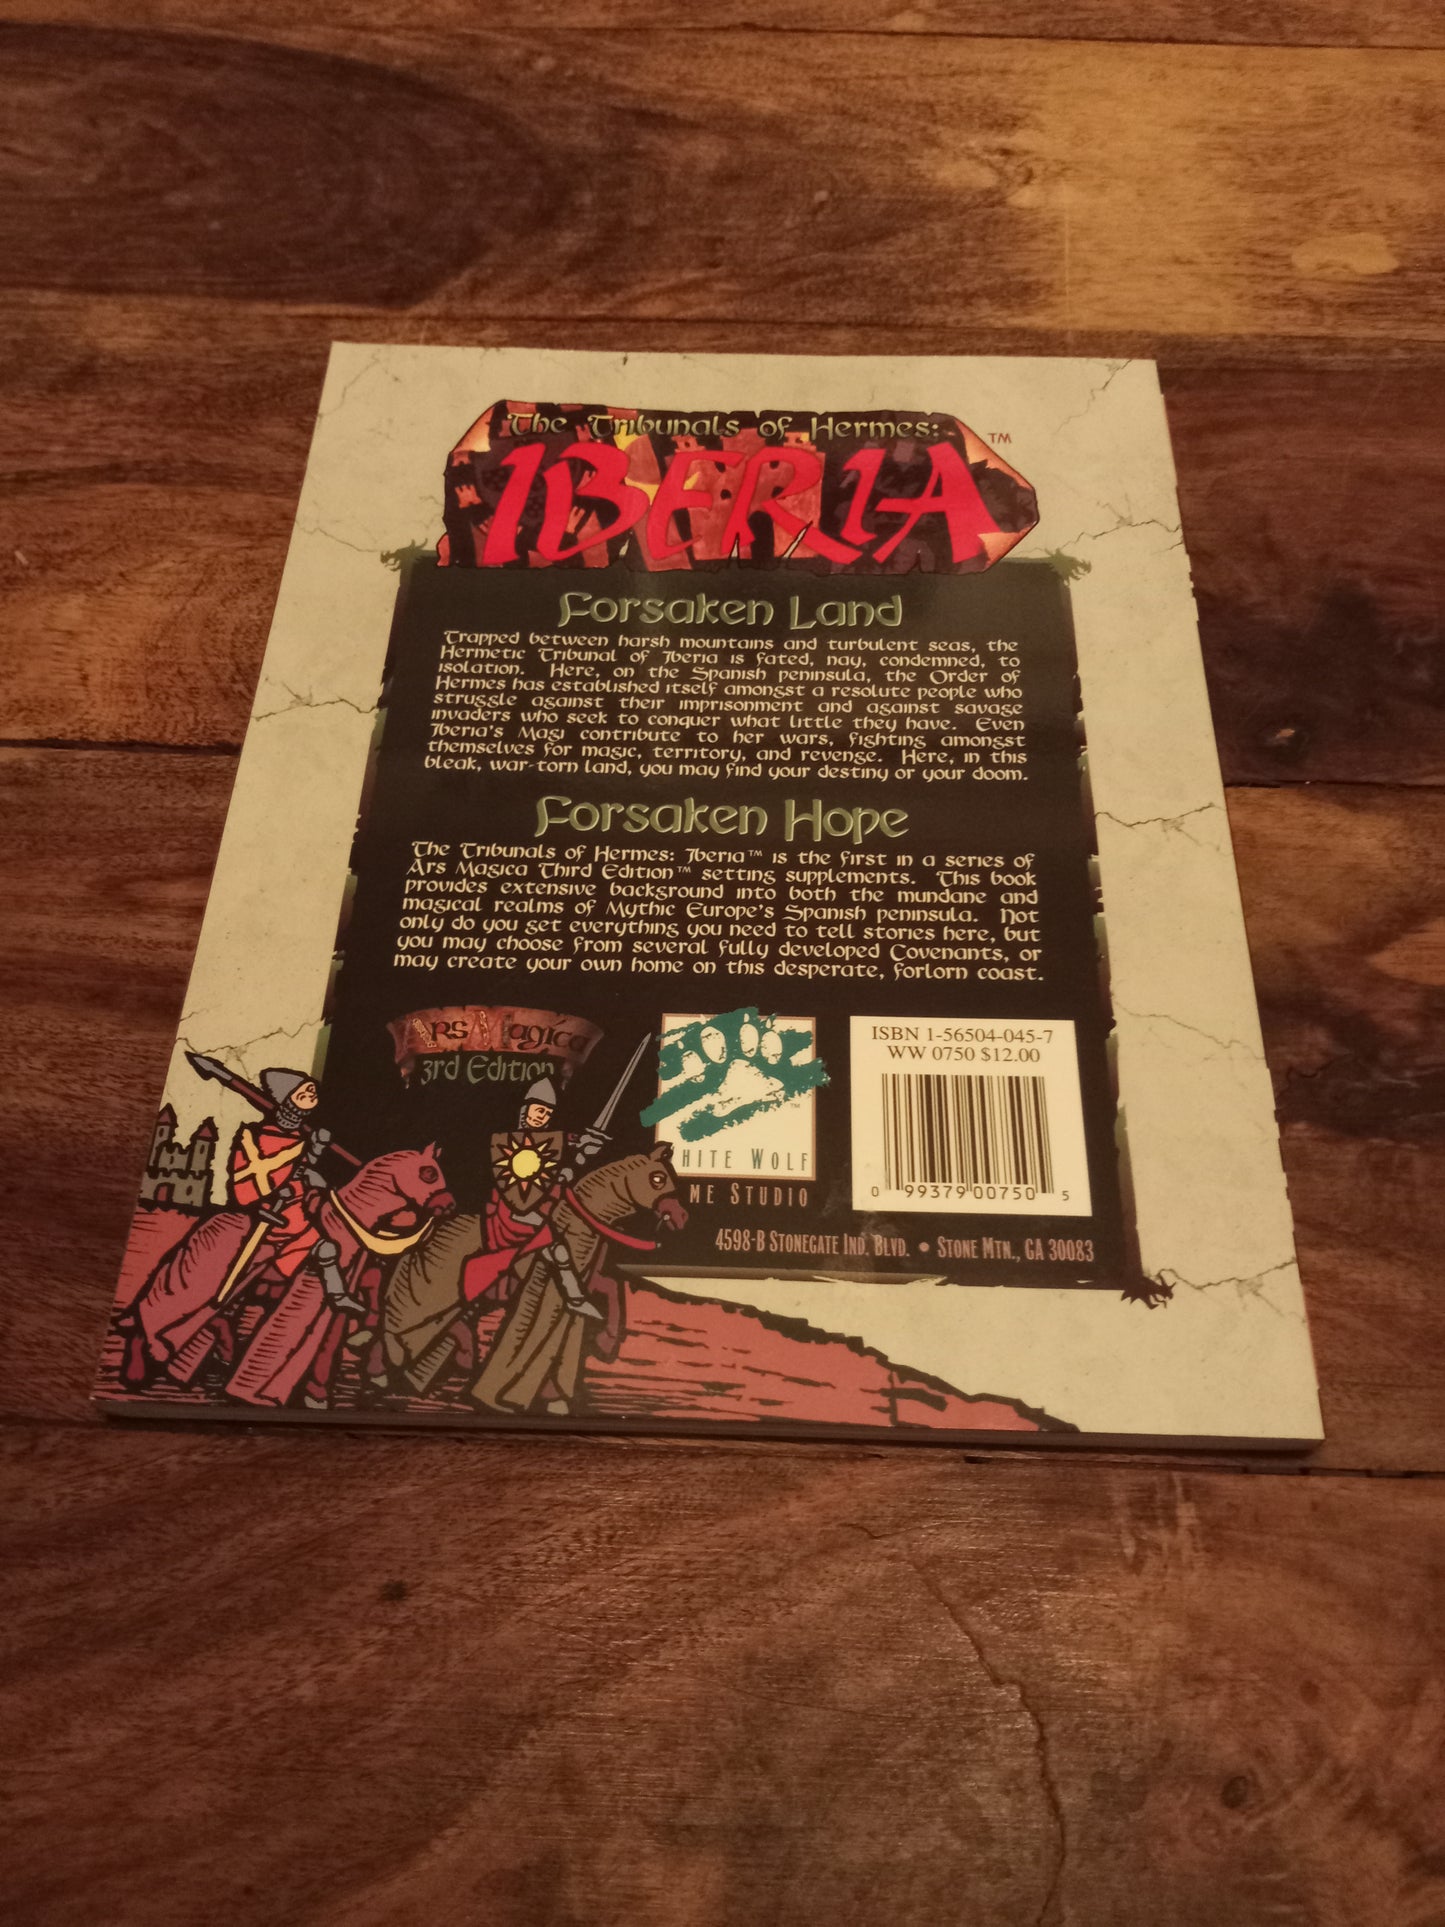 The Tribunals of Hermes:
IBERIA™
Forsaken Land
Trapped between harsh mountains and turbulent seas, the
Hermetic Tribunal of Iberia is fated, nay, condemned, to
isolation. Here, on the Spanish peninsula, the Order of
Hermes has established itself amongst a resolute people who
struggle against their imprisonment and against savage
invaders who seek to conquer what little they have. Even
Iberia's Magi contribute to her wars, fighting amongst
themselves for magic, territory, and revenge. Here, in this
bleak, war-torn land, you may find your destiny or your doom.
Forsaken Hope
The Tribunals of Hermes: Iberia™ is the first in a series of
Ars Magica Third Edition™ setting supplements. This book
provides extensive background into both the mundane and
magical realms of Mythic Europe's Spanish peninsula. Not
only do you get everything you need to tell stories here, but
you may choose from several fully developed Covenants, or
may create your own home on this desperate, forlorn coast.
Ars Magica
3rd Edition
™
HITE WOLF
ME STUDIO
ISBN 1-56504-045-7
WW 0750 $12.00
0 99379 00750 5
4598-B STONEGATE IND. BLVD. • STONE MTN., GA 30083